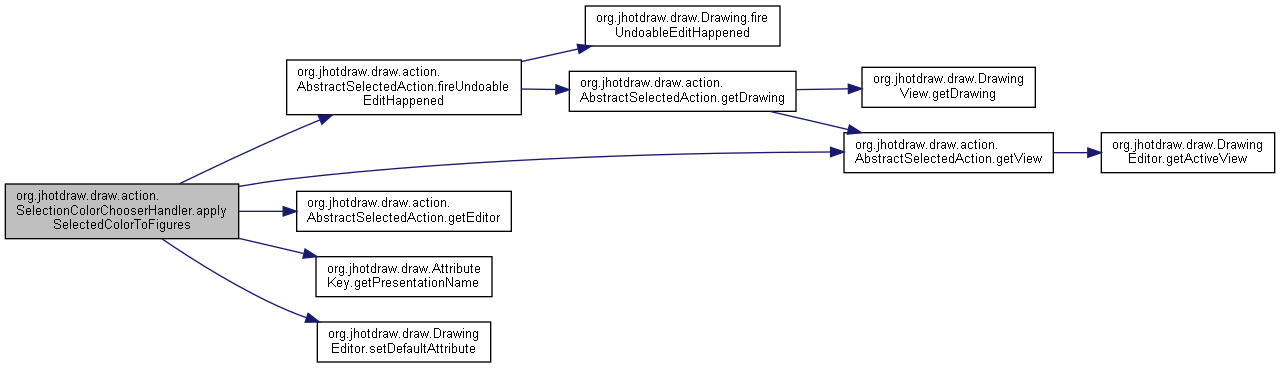 org.jhotdraw.draw.Drawing.fire
UndoableEditHappened
org.jhotdraw.draw.action.
AbstractSelectedAction.fireUndoable
EditHappened
org.jhotdraw.draw.action.
AbstractSelectedAction.getDrawing
org.jhotdraw.draw.Drawing
View.getDrawing
org.jhotdraw.draw.action.
AbstractSelectedAction.getView
org.jhotdraw.draw.Drawing
Editor.getActiveView
org.jhotdraw.draw.action.
SelectionColorChooserHandler.apply
SelectedColorToFigures
org.jhotdraw.draw.action.
AbstractSelectedAction.getEditor
org.jhotdraw.draw.Attribute
Key.getPresentationName
org.jhotdraw.draw.Drawing
Editor.setDefaultAttribute